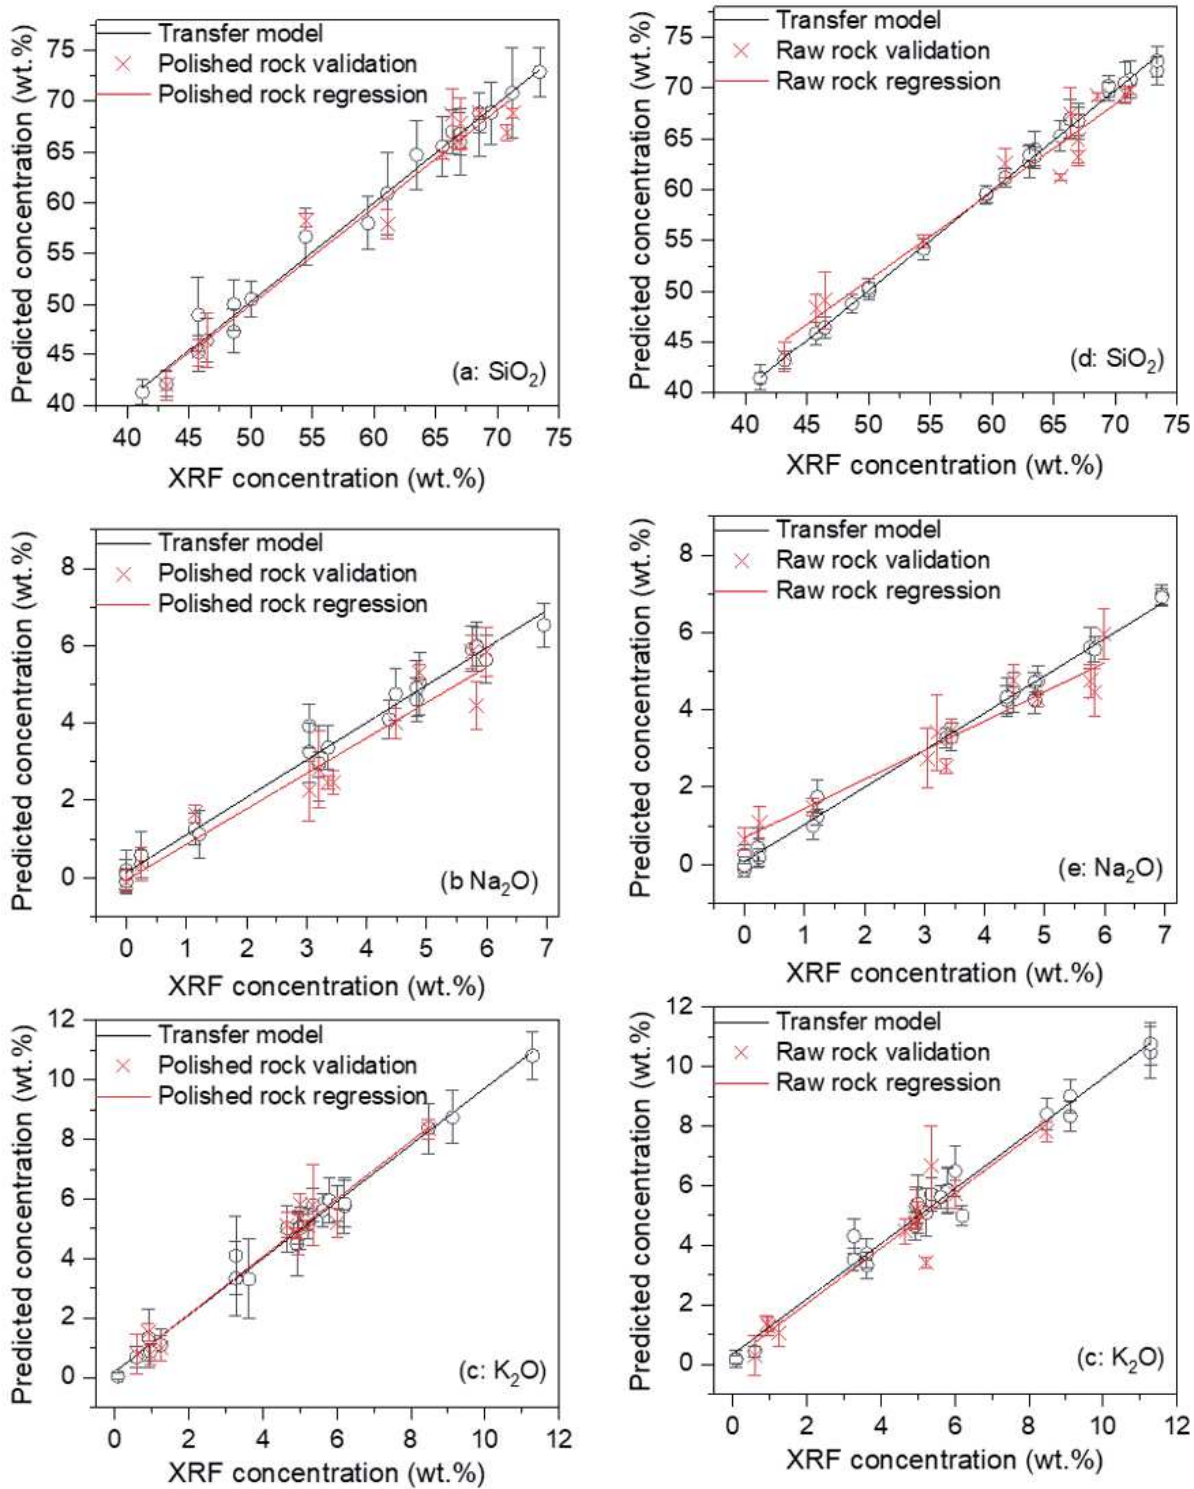 Predicted concentration (wt.%)
75
70
65
60
55
50
45
40
Transfer model
Polished rock validation
Polished rock regression
(a: SiO₂)
40 45 50 55 60 65 70 75
XRF concentration (wt.%)
Predicted concentration (wt.%)
75
70
65
60
55
50
45
40
Transfer model
Raw rock validation
Raw rock regression
(d: SiO₂)
40 45 50 55 60 65 70 75
XRF concentration (wt.%)
Predicted concentration (wt.%)
8
6
4
2
0
Transfer model
Polished rock validation
Polished rock regression
(b Na₂O)
0 1 2 3 4 5 6 7
XRF concentration (wt.%)
Predicted concentration (wt.%)
8
6
4
2
0
Transfer model
Raw rock validation
Raw rock regression
(e: Na₂O)
0 1 2 3 4 5 6 7
XRF concentration (wt.%)
Predicted concentration (wt.%)
12
10
8
6
4
2
0
Transfer model
Polished rock validation
Polished rock regression
(c: K₂O)
0 2 4 6 8 10 12
XRF concentration (wt.%)
Predicted concentration (wt.%)
12
10
8
6
4
2
0
Transfer model
Raw rock validation
Raw rock regression
(c: K₂O)
0 2 4 6 8 10 12
XRF concentration (wt.%)